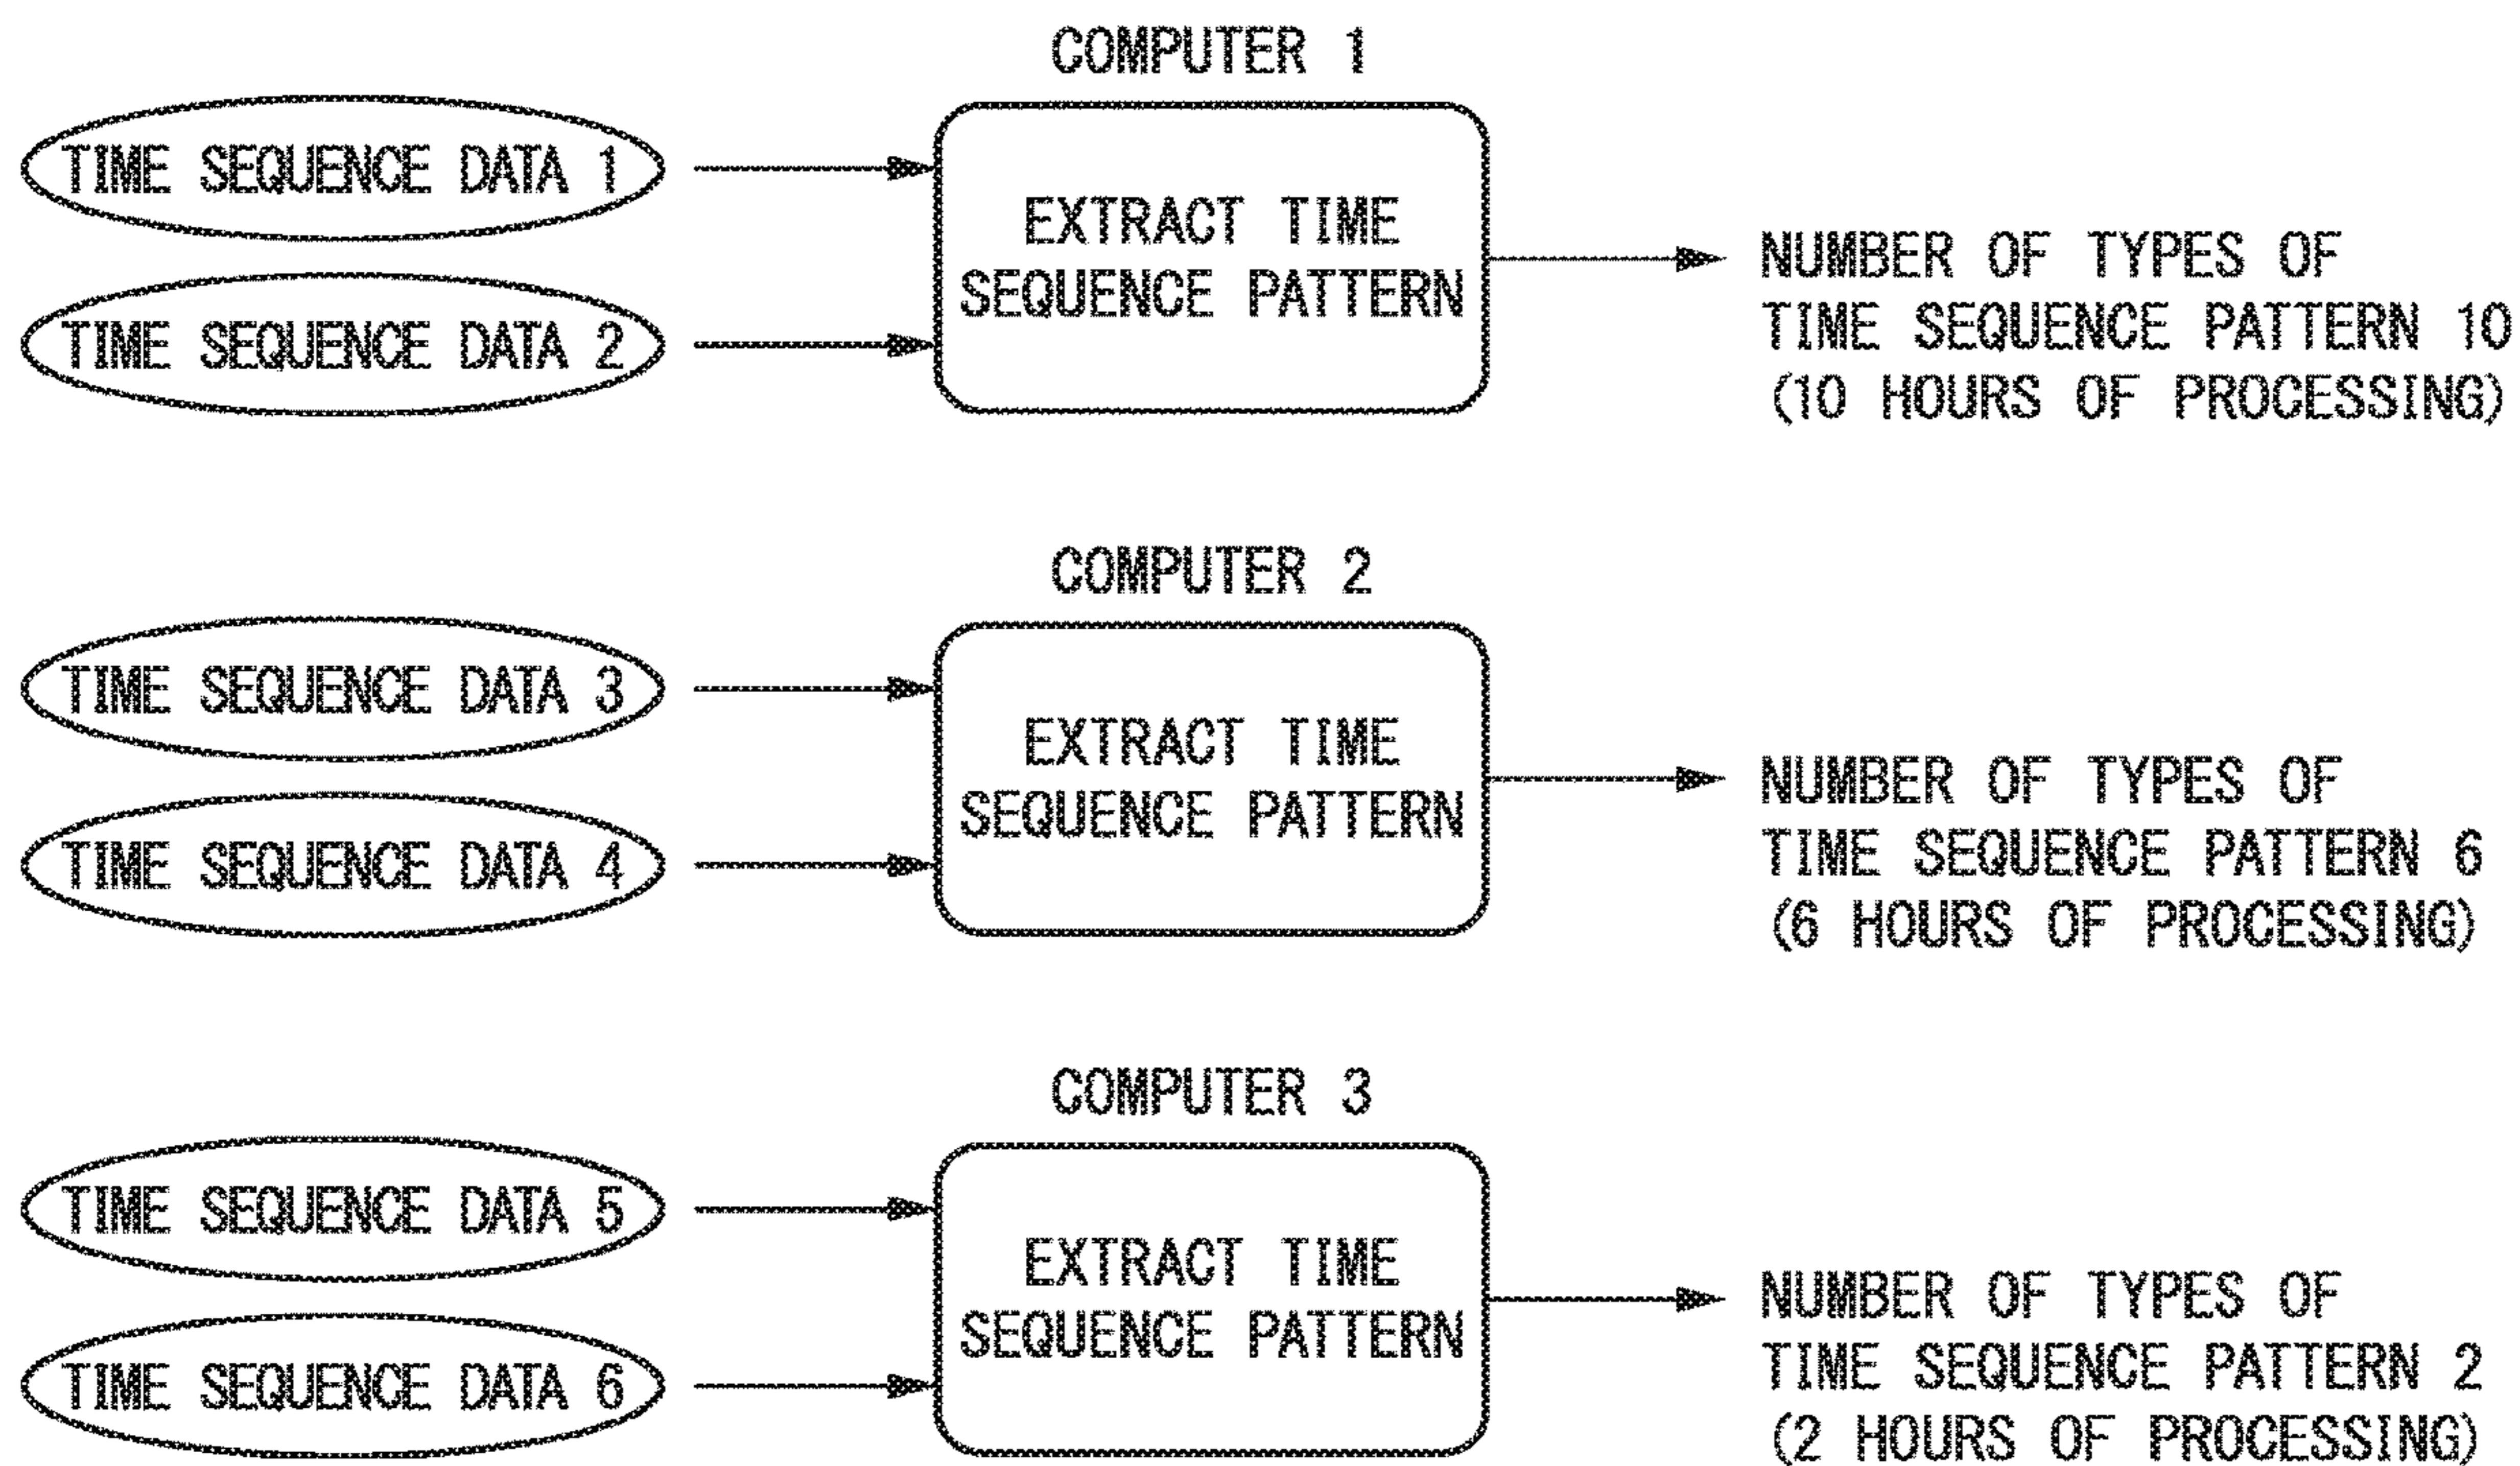 COMPUTER 1
TIME SEQUENCE DATA 1
TIME SEQUENCE DATA 2
EXTRACT TIME
SEQUENCE PATTERN
NUMBER OF TYPES OF
TIME SEQUENCE PATTERN 10
(10 HOURS OF PROCESSING)
COMPUTER 2
TIME SEQUENCE DATA 3
TIME SEQUENCE DATA 4
EXTRACT TIME
SEQUENCE PATTERN
NUMBER OF TYPES OF
TIME SEQUENCE PATTERN 6
(6 HOURS OF PROCESSING)
COMPUTER 3
TIME SEQUENCE DATA 5
TIME SEQUENCE DATA 6
EXTRACT TIME
SEQUENCE PATTERN
NUMBER OF TYPES OF
TIME SEQUENCE PATTERN 2
(2 HOURS OF PROCESSING)